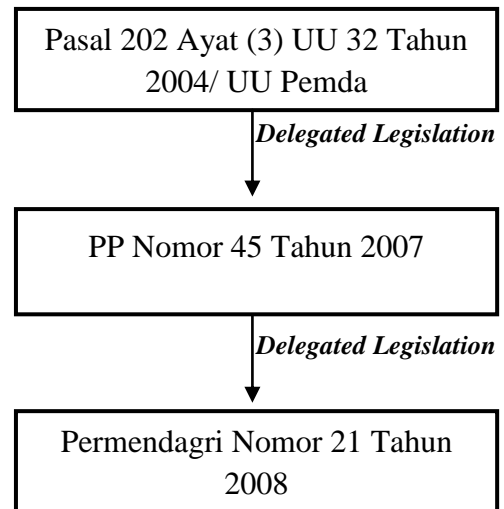 Pasal 202 Ayat (3) UU 32 Tahun
2004/ UU Pemda
Delegated Legislation
PP Nomor 45 Tahun 2007
Delegated Legislation
Permendagri Nomor 21 Tahun
2008